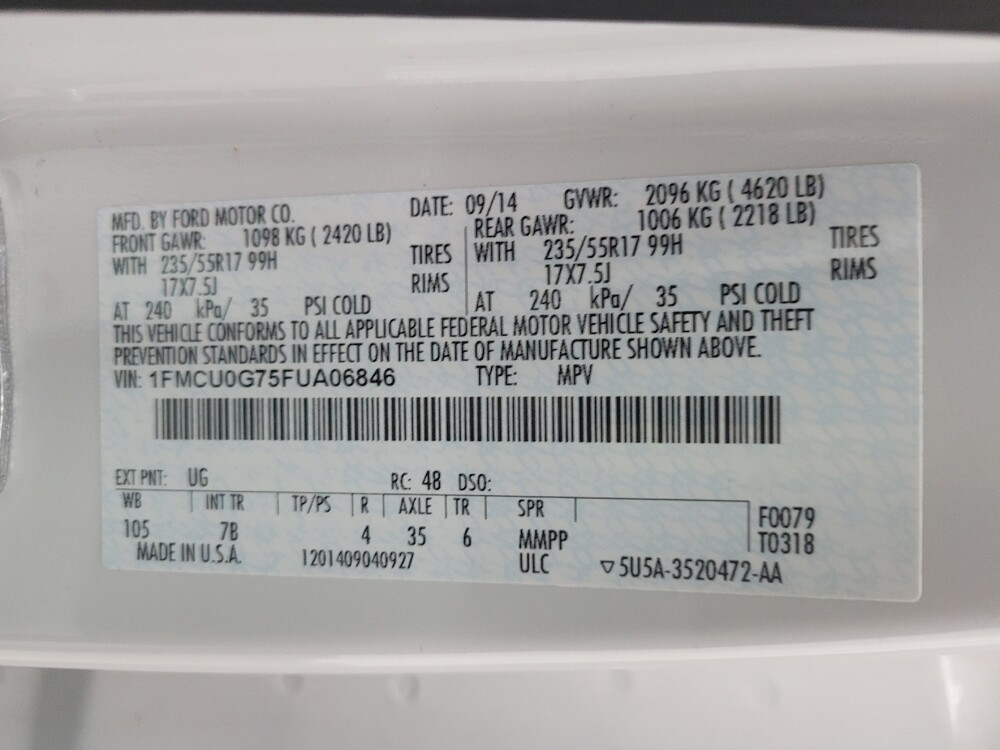 MFD. BY FORD MOTOR CO. DATE: 09/14 GVWR: 2096 KG ( 4620 LB)
FRONT GAWR: 1098 KG ( 2420 LB)
WITH 235/55R17 99H TIRES
17X7.5J RIMS
AT 240 kPa/ 35 PSI COLD
REAR GAWR: 1006 KG ( 2218 LB)
WITH 235/55R17 99H TIRES
17X7.5J RIMS
AT 240 kPa/ 35 PSI COLD
THIS VEHICLE CONFORMS TO ALL APPLICABLE FEDERAL MOTOR VEHICLE SAFETY AND THEFT
PREVENTION STANDARDS IN EFFECT ON THE DATE OF MANUFACTURE SHOWN ABOVE.
VIN: 1FMCU0G75FUA06846 TYPE: MPV
EXT PNT: UG RC: 48 DSO:
WB INT TR TP/PS R AXLE TR SPR
105 7B 4 35 6 MMPP
F0079
T0318
MADE IN U.S.A. 1201409040927 ULC ▽5U5A-3520472-AA